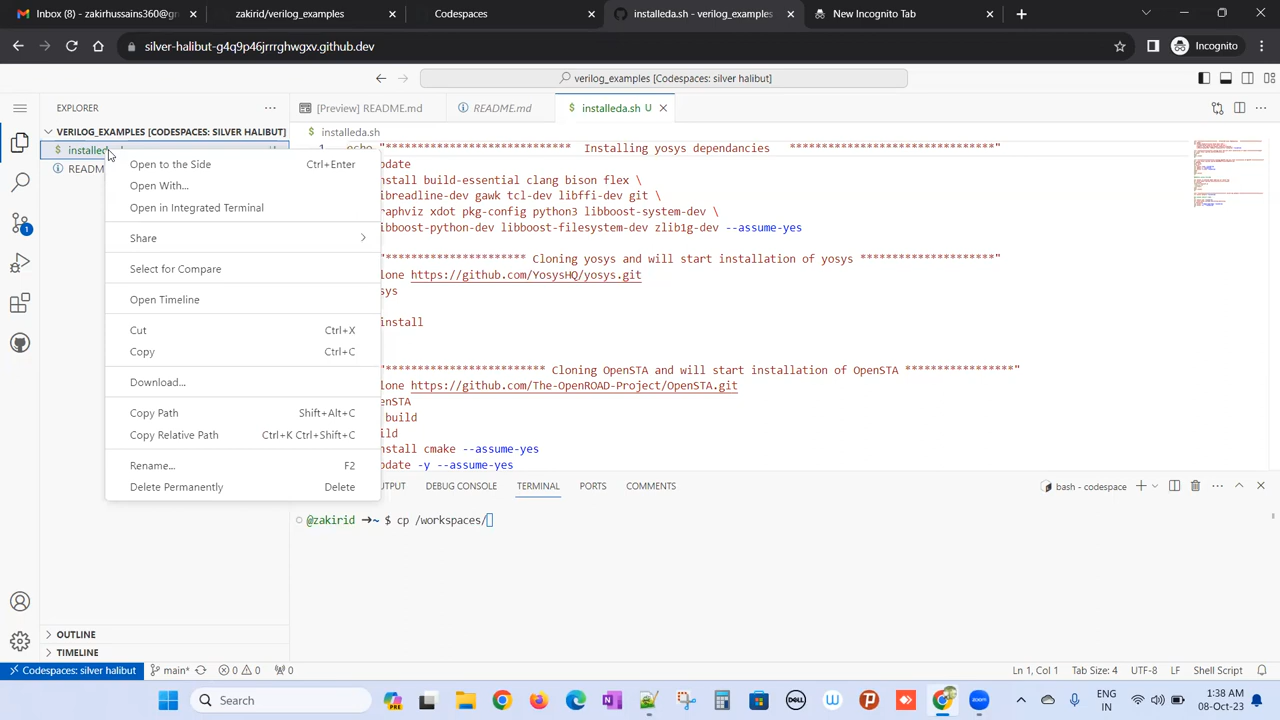 Inbox (8) - zakirhussains360@gm
zakirid/verilog_examples
Codespaces
installeda.sh - verilog_examples
New Incognito Tab
silver-halibut-g4q9p46jrrrghwgxv.github.dev
Incognito
verilog_examples [Codespaces: silver halibut]
EXPLORER
[Preview] README.md
README.md
installeda.sh U
VERILOG_EXAMPLES [CODESPACES: SILVER HALIBUT]
installeda.sh
installed
README
Open to the Side Ctrl+Enter
Open With...
Open in Integrated Terminal
Share
Select for Compare
Open Timeline
Cut Ctrl+X
Copy Ctrl+C
Download...
Copy Path Shift+Alt+C
Copy Relative Path Ctrl+K Ctrl+Shift+C
Rename... F2
Delete Permanently Delete
"***************************** Installing yosys dependancies ***********************************"
pdate
nstall build-essential clang bison flex \
ibreadline-dev gawk tcl-dev libffi-dev git \
raphviz xdot pkg-config python3 libboost-system-dev \
ibboost-python-dev libboost-filesystem-dev zlib1g-dev --assume-yes
"********************** Cloning yosys and will start installation of yosys *********************"
lone https://github.com/YosysHQ/yosys.git
sys
install
"************************* Cloning OpenSTA and will start installation of OpenSTA *****************"
lone https://github.com/The-OpenROAD-Project/OpenSTA.git
enSTA
build
ild
nstall cmake --assume-yes
pdate -y --assume-yes
UTPUT
DEBUG CONSOLE
TERMINAL
PORTS
COMMENTS
bash - codespace
@zakirid ➜~ $ cp /workspaces/
OUTLINE
TIMELINE
Codespaces: silver halibut
main*
0 0
0
Ln 1, Col 1
Tab Size: 4
UTF-8
LF
Shell Script
Search
ENG
IN
1:38 AM
08-Oct-23